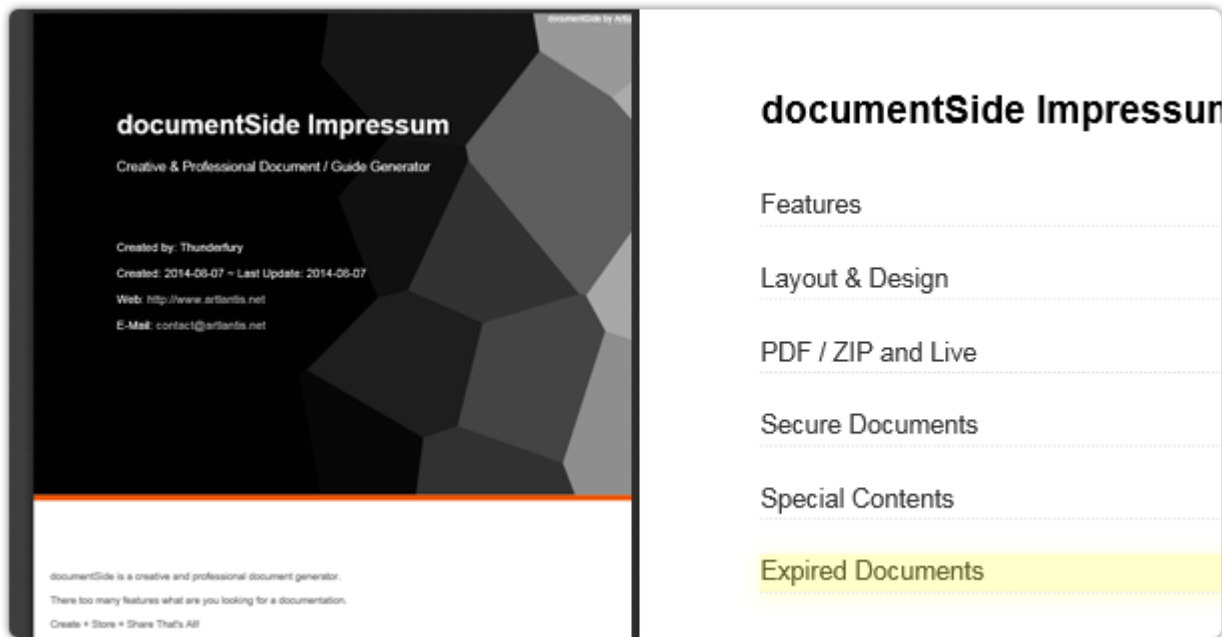 documentSide by Artl
documentSide Impressum
Creative & Professional Document / Guide Generator
Created by: Thunderfury
Created: 2014-08-07 ~ Last Update: 2014-08-07
Web: http://www.artlantis.net
E-Mail: contact@artlantis.net
documentSide is a creative and professional document generator.
There too many features what are you looking for a documentation.
Create + Store + Share That's All!
documentSide Impressum
Features
Layout & Design
PDF / ZIP and Live
Secure Documents
Special Contents
Expired Documents